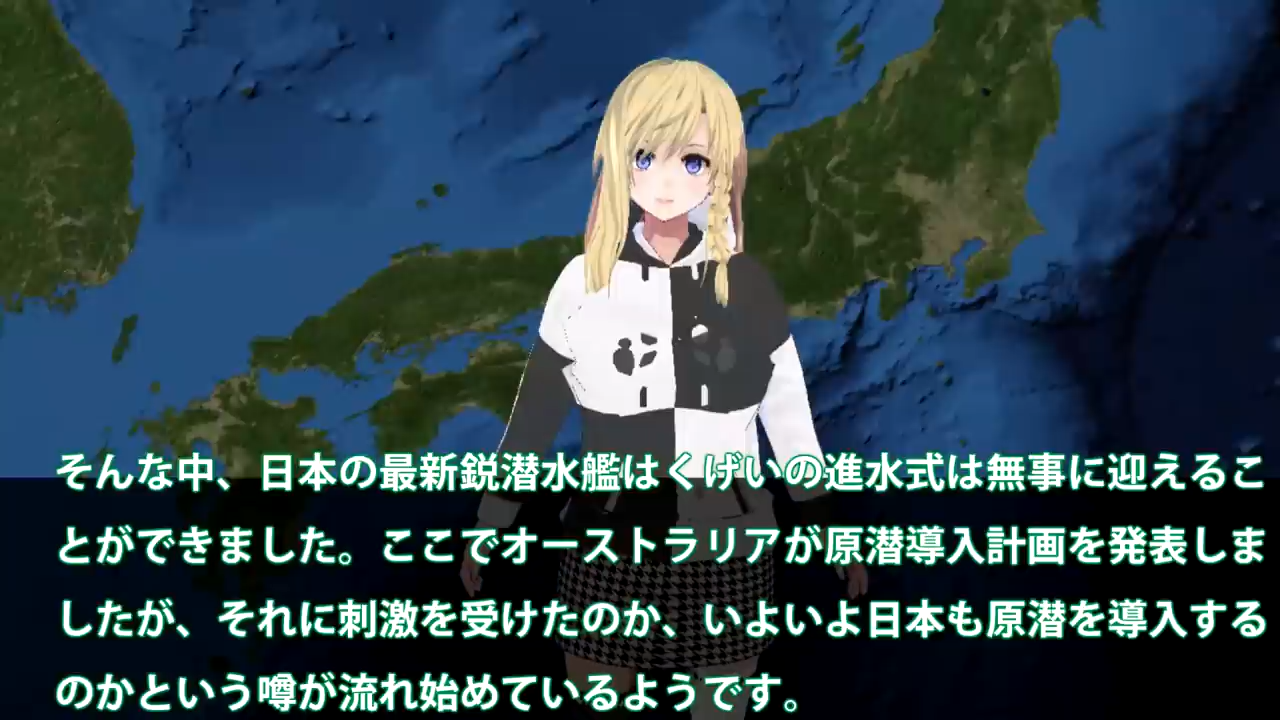 そんな中、日本の最新鋭潜水艦はくげいの進水式は無事に迎えるこ
とができました。ここでオーストラリアが原潜導入計画を発表しま
したが、それに刺激を受けたのか、いよいよ日本も原潜を導入する
のかという噂が流れ始めているようです。